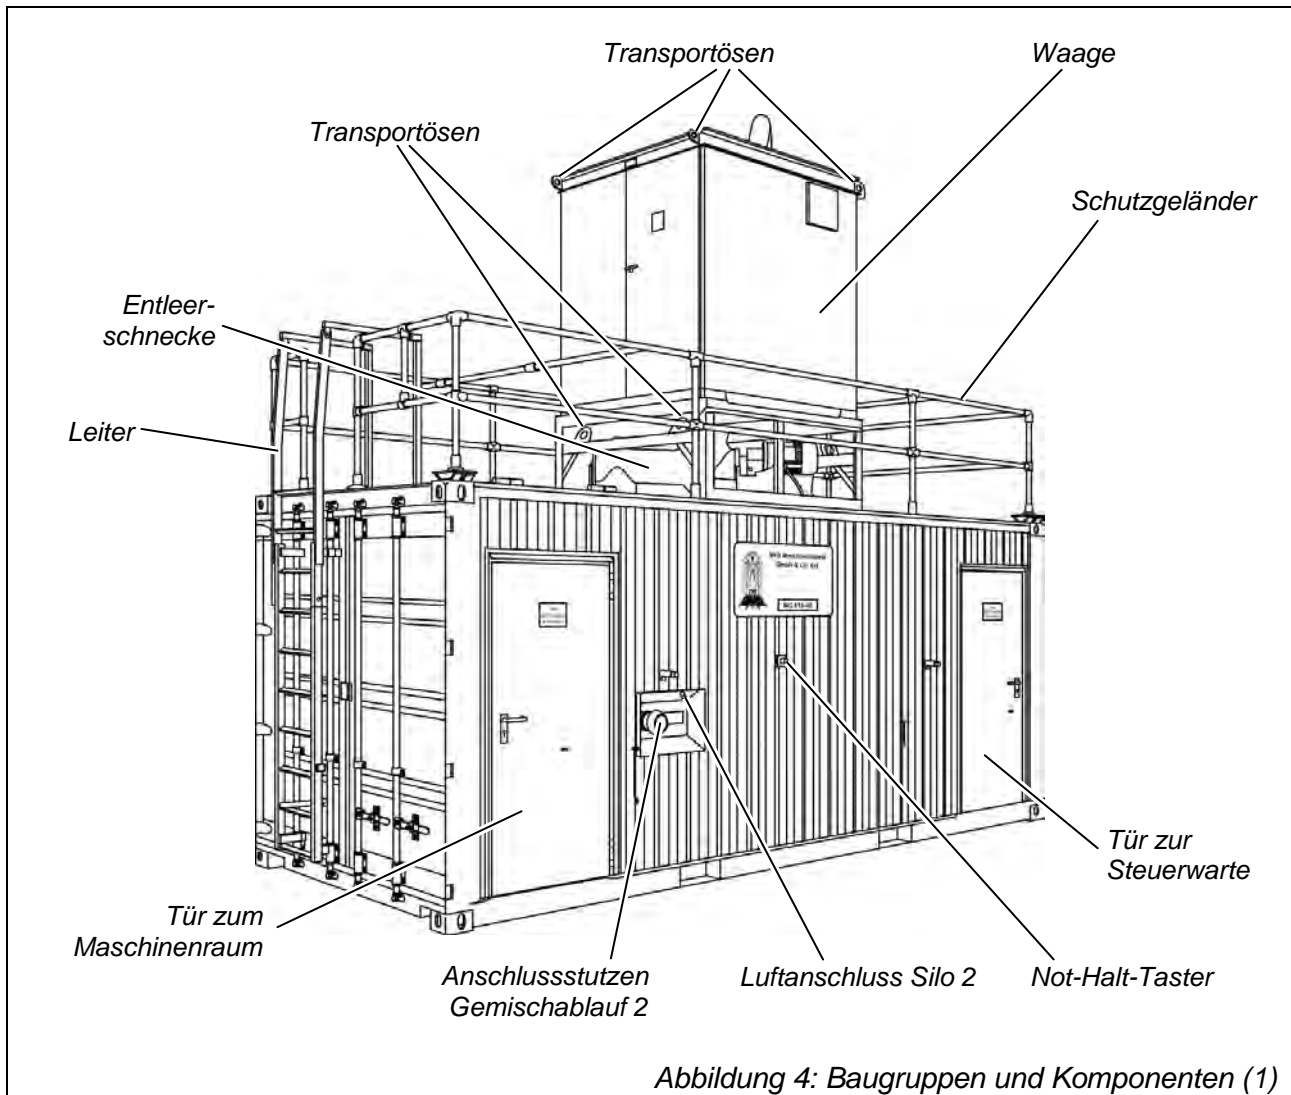 Transportösen
Waage
Transportösen
Schutzgeländer
Entleer-
schnecke
Leiter
Tür zur
Steuerwarte
Tür zum
Maschinenraum
Anschlussstutzen
Gemischablauf 2
Luftanschluss Silo 2
Not-Halt-Taster
Abbildung 4: Baugruppen und Komponenten (1)